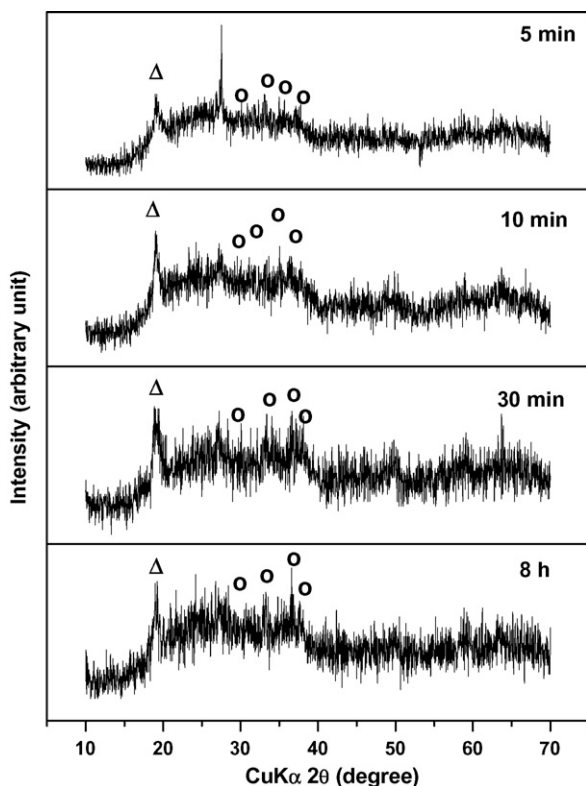 5 min
Δ
O O O O
10 min
Δ
O O O O
30 min
Δ
O O O O
8 h
Δ
O O O O
Intensity (arbitrary unit)
10 20 30 40 50 60 70
CuKα 2θ (degree)